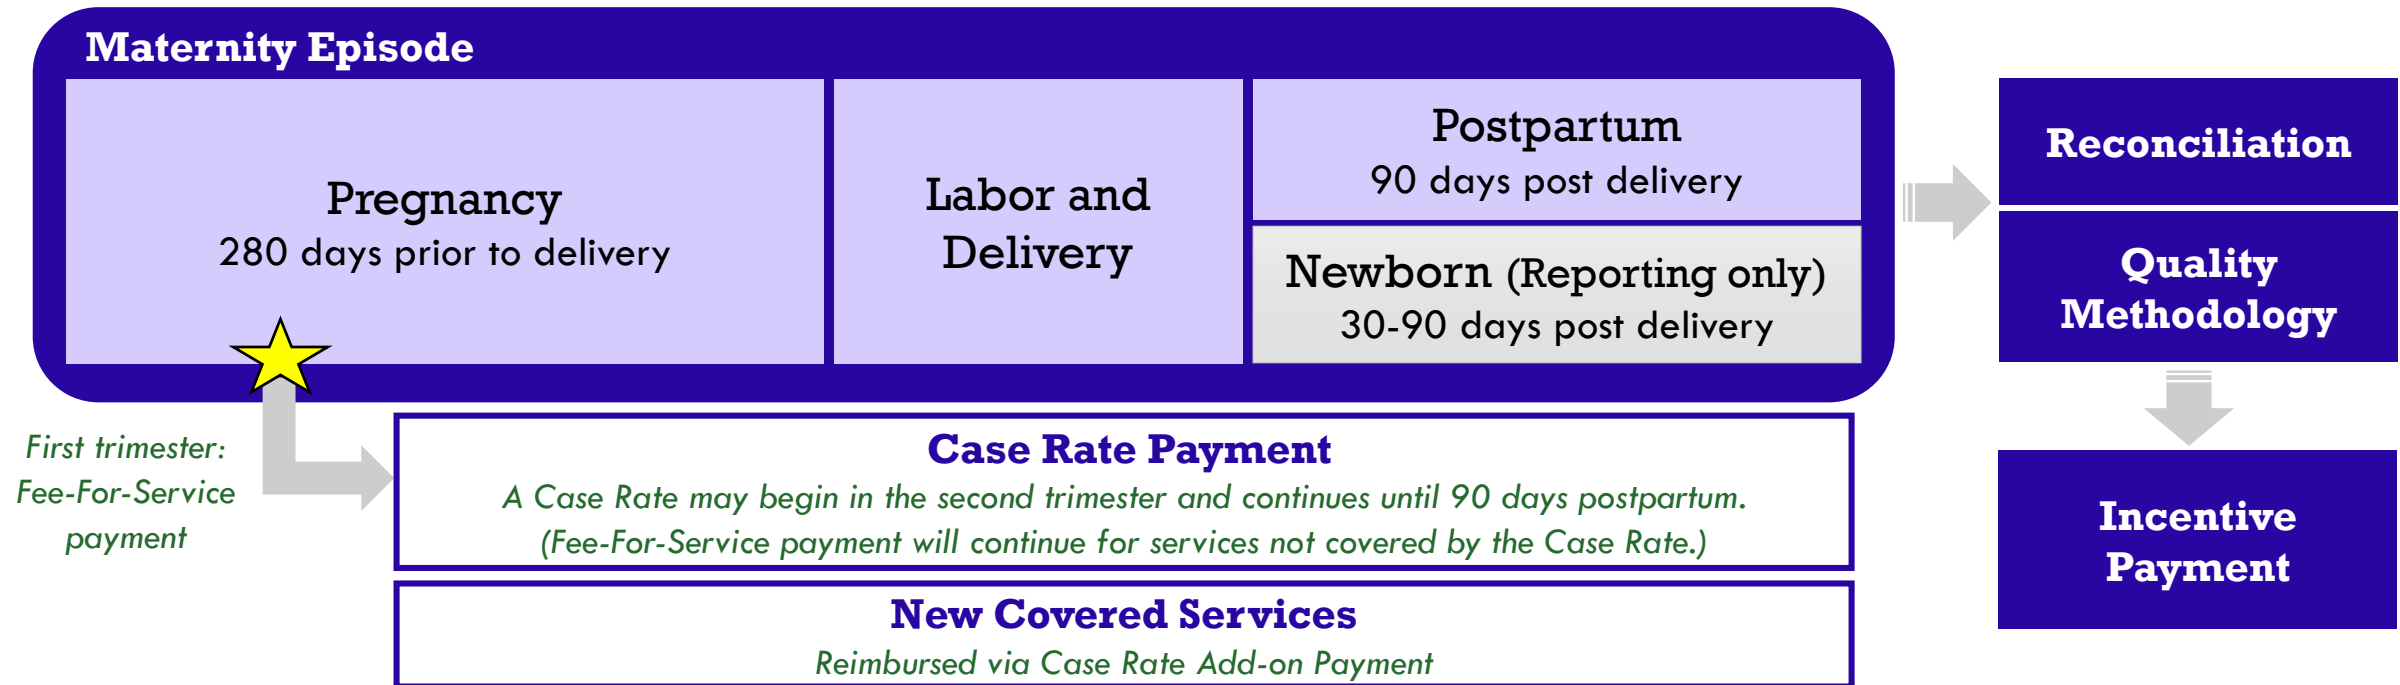 Maternity Episode
Pregnancy
280 days prior to delivery
Labor and
Delivery
Postpartum
90 days post delivery
Newborn (Reporting only)
30-90 days post delivery
Reconciliation
Quality
Methodology
Incentive
Payment
First trimester:
Fee-For-Service
payment
Case Rate Payment
A Case Rate may begin in the second trimester and continues until 90 days postpartum.
(Fee-For-Service payment will continue for services not covered by the Case Rate.)
New Covered Services
Reimbursed via Case Rate Add-on Payment